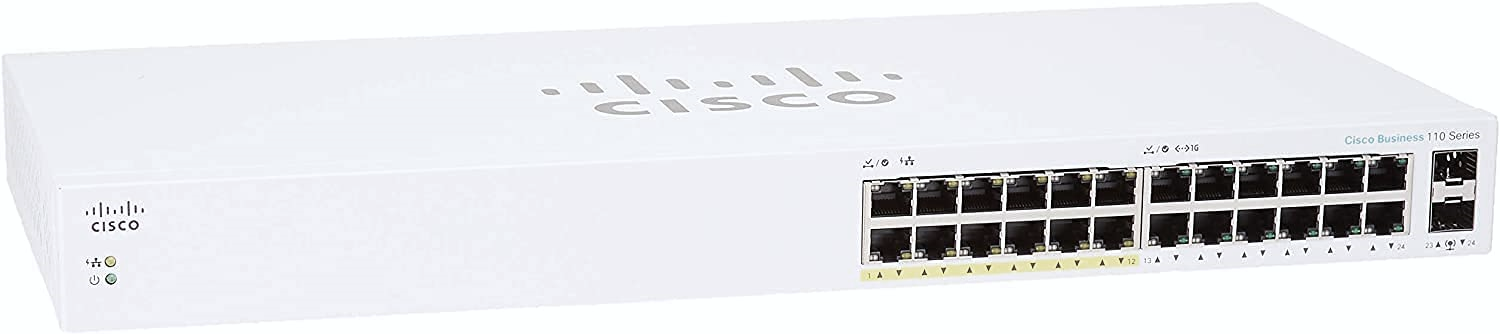 CISCO
Cisco Business 110 Series
1G
CISCO
1 12 13 24
23 24